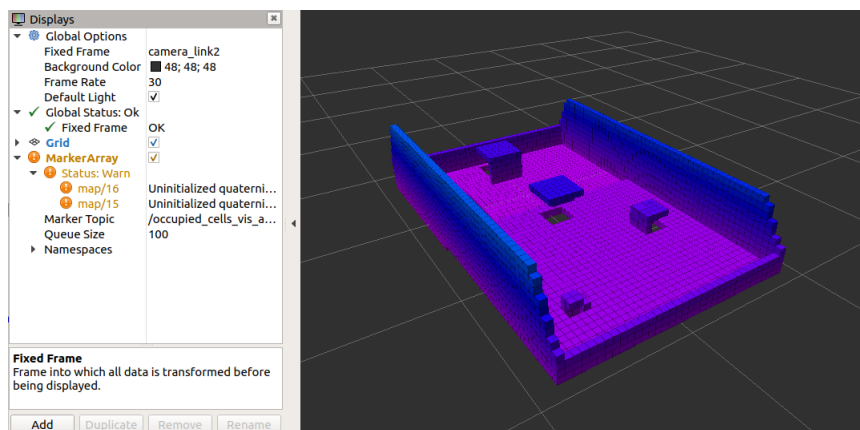 Displays
Global Options
Fixed Frame camera_link2
Background Color 48; 48; 48
Frame Rate 30
Default Light ✓
Global Status: Ok
Fixed Frame OK
Grid ✓
MarkerArray ✓
Status: Warn
map/16 Uninitialized quaterni...
map/15 Uninitialized quaterni...
Marker Topic /occupied_cells_vis_a...
Queue Size 100
Namespaces
Fixed Frame
Frame into which all data is transformed before
being displayed.
Add Duplicate Remove Rename